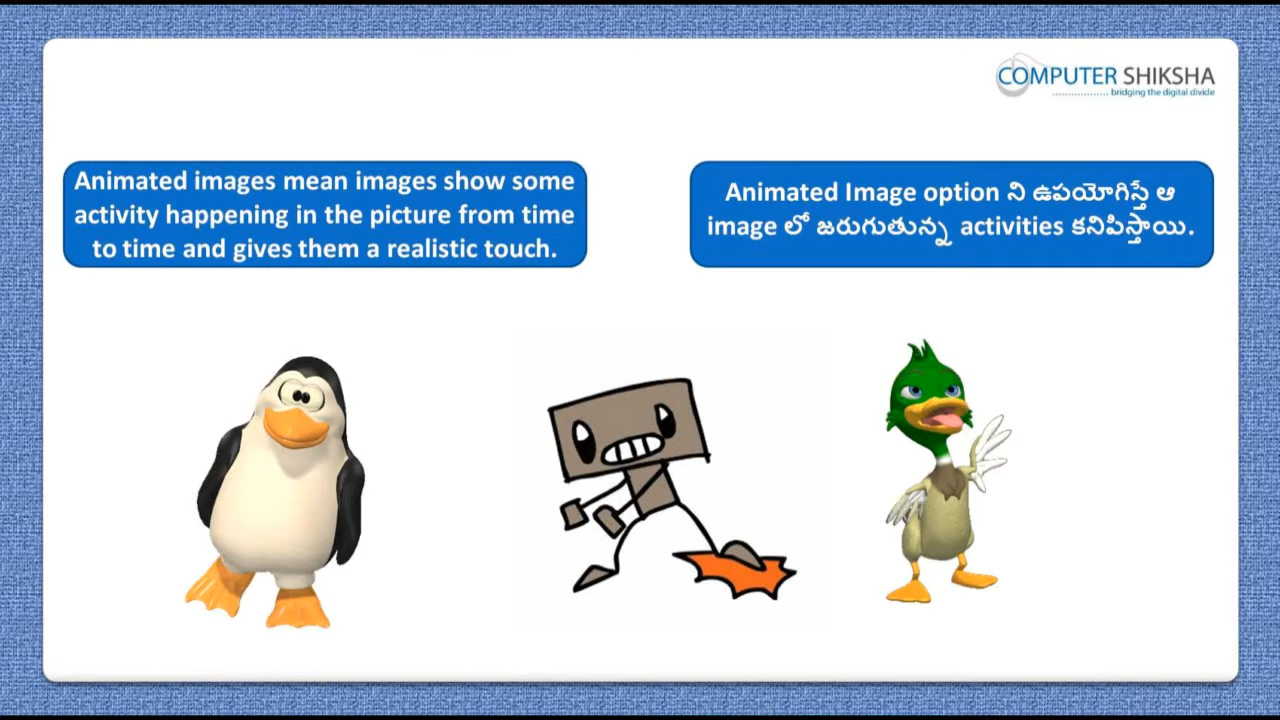 COMPUTER SHIKSHA
bridging the digital divide
Animated images mean images show some
activity happening in the picture from time
to time and gives them a realistic touch.
Animated Image option ని ఉపయోగిస్తే ఆ
image లో జరుగుతున్న activities కనిపిస్తాయి.